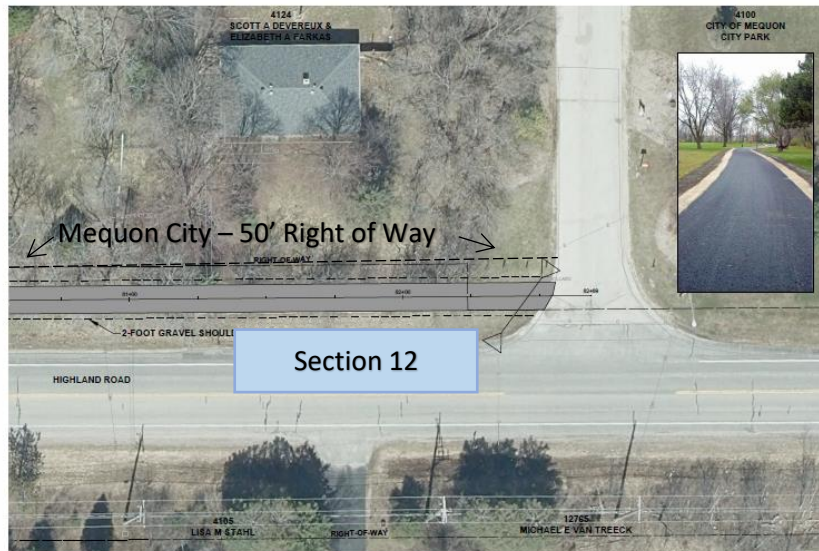 4124
SCOTT A DEVEREUX &
ELIZABETH A FARKAS
4100
CITY OF MEQUON
CITY PARK
Mequon City – 50' Right of Way
RIGHT-OF-WAY
2-FOOT GRAVEL SHOUL
Section 12
HIGHLAND ROAD
4105
LISA M STAHL
RIGHT-OF-WAY
12765
MICHAEL E VAN TREECK